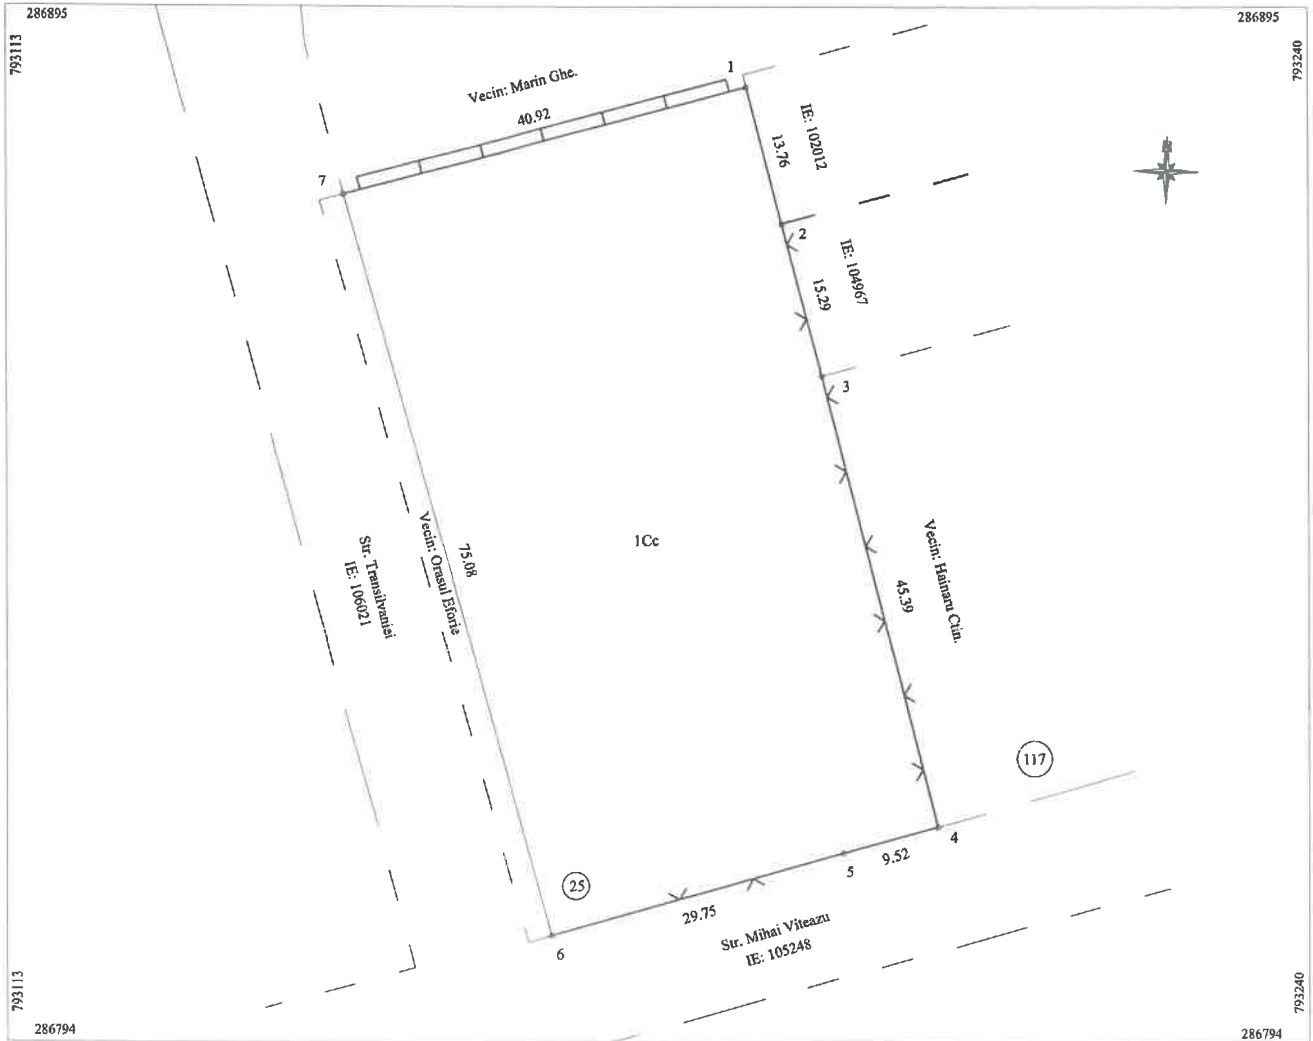 286895
286895
793113
793240
1
Vecin: Marin Ghe.
40.92
IE: 102012
13.76
N
7
2
IE: 104967
15.29
3
Vecin: Orasul Eforie
75.08
1Cc
Str. Transilvaniei
IE: 106021
Vecin: Hainaru Ctin.
45.39
117
4
9.52
5
25
29.75
Str. Mihai Viteazu
IE: 105248
6
793113
793240
286794
286794